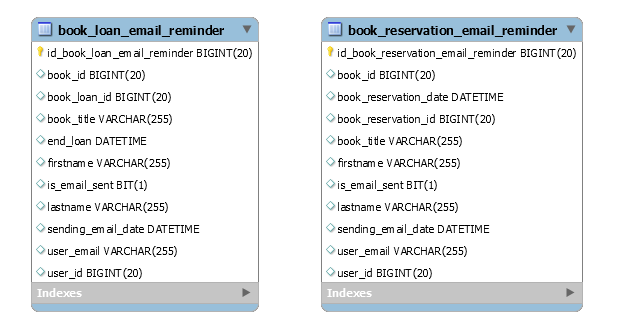 book_loan_email_reminder
id_book_loan_email_reminder BIGINT(20)
book_id BIGINT(20)
book_loan_id BIGINT(20)
book_title VARCHAR(255)
end_loan DATETIME
firstname VARCHAR(255)
is_email_sent BIT(1)
lastname VARCHAR(255)
sending_email_date DATETIME
user_email VARCHAR(255)
user_id BIGINT(20)
Indexes
book_reservation_email_reminder
id_book_reservation_email_reminder BIGINT(20)
book_id BIGINT(20)
book_reservation_date DATETIME
book_reservation_id BIGINT(20)
book_title VARCHAR(255)
firstname VARCHAR(255)
is_email_sent BIT(1)
lastname VARCHAR(255)
sending_email_date DATETIME
user_email VARCHAR(255)
user_id BIGINT(20)
Indexes